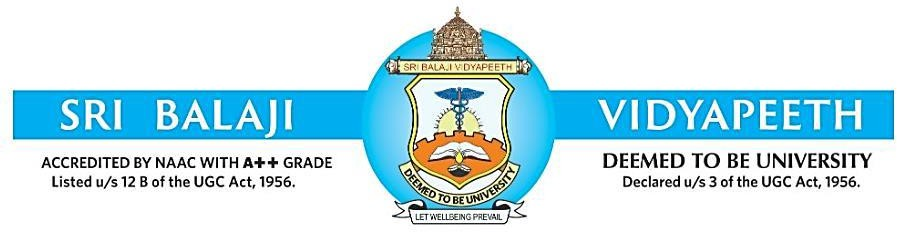 SRI BALAJI VIDYAPEETH
SRI BALAJI
VIDYAPEETH
ACCREDITED BY NAAC WITH A++ GRADE
Listed u/s 12 B of the UGC Act, 1956.
DEEMED TO BE UNIVERSITY
Declared u/s 3 of the UGC Act, 1956.
DEEMED TO BE UNIVERSITY
LET WELLBEING PREVAIL